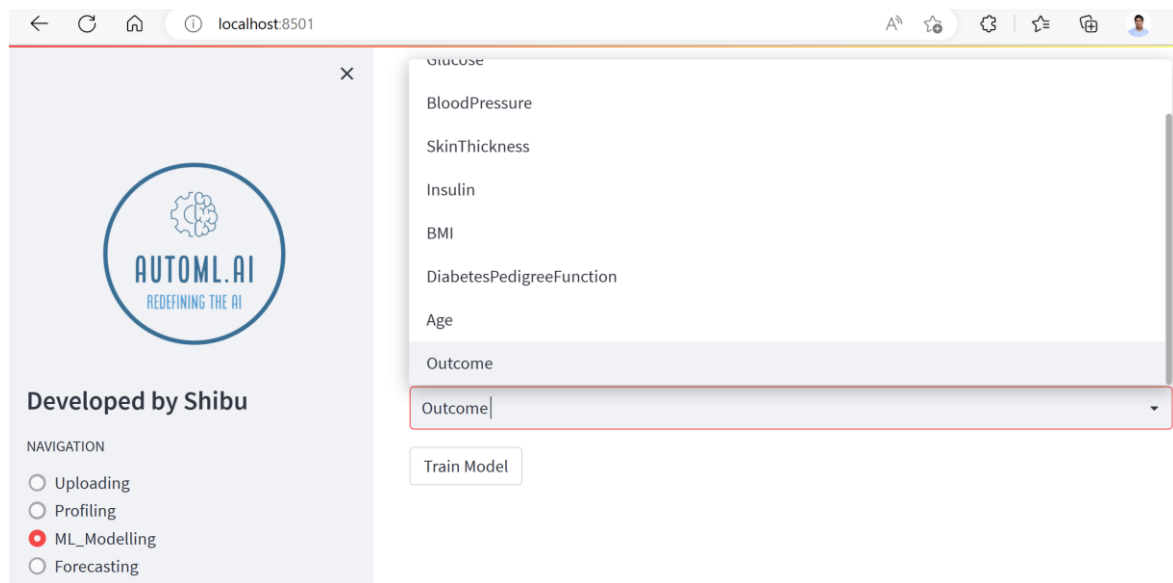 localhost:8501
AUTOML.AI
REDEFINING THE AI
Developed by Shibu
NAVIGATION
Uploading
Profiling
ML_Modelling
Forecasting
Glucose
BloodPressure
SkinThickness
Insulin
BMI
DiabetesPedigreeFunction
Age
Outcome
Outcome
Train Model